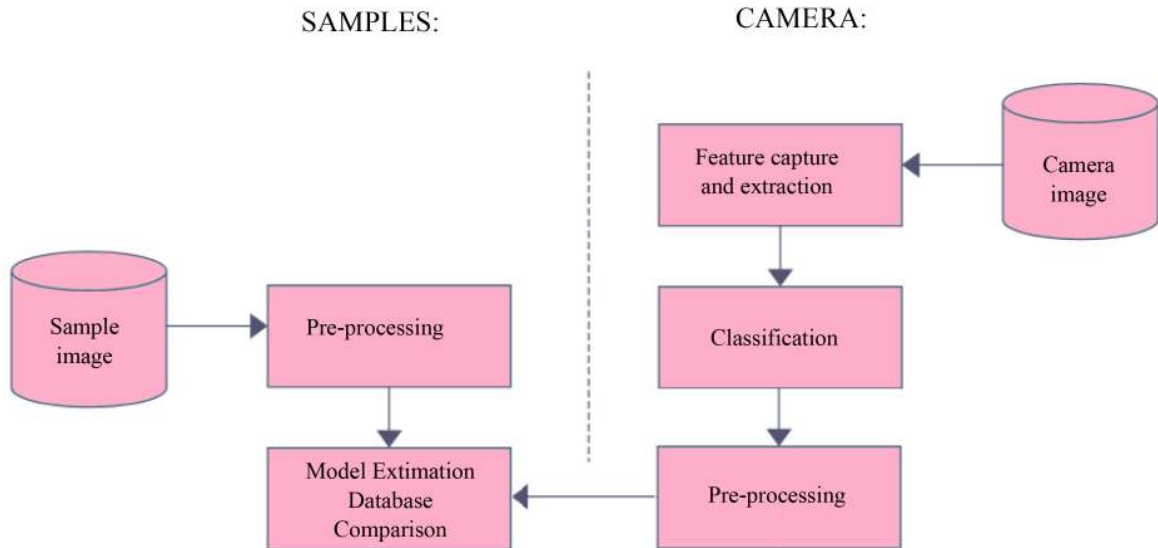 SAMPLES:
CAMERA:
Feature capture
and extraction
Camera
image
Sample
image
Pre-processing
Classification
Model Extimation
Database
Comparison
Pre-processing